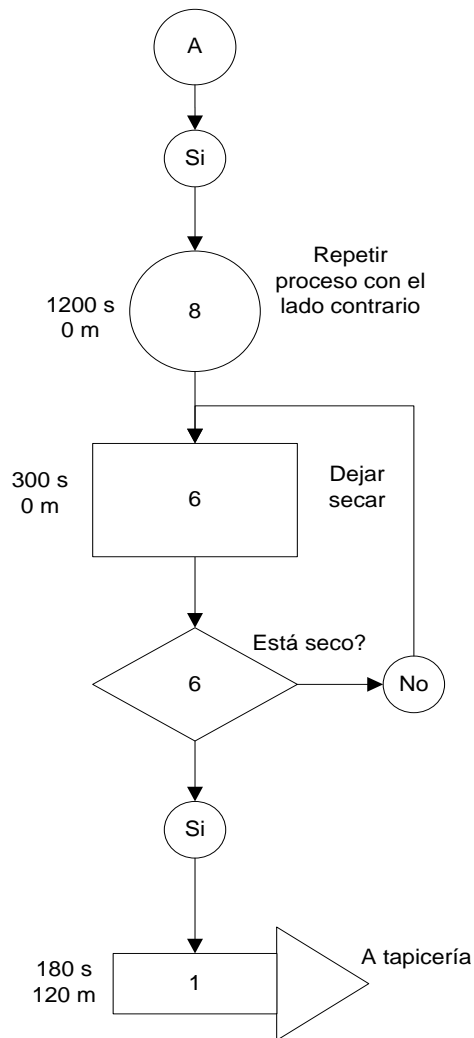 A
Si
Repetir
proceso con el
lado contrario
1200 s
0 m
8
300 s
0 m
6
Dejar
secar
Está seco?
6
No
Si
180 s
120 m
1
A tapicería